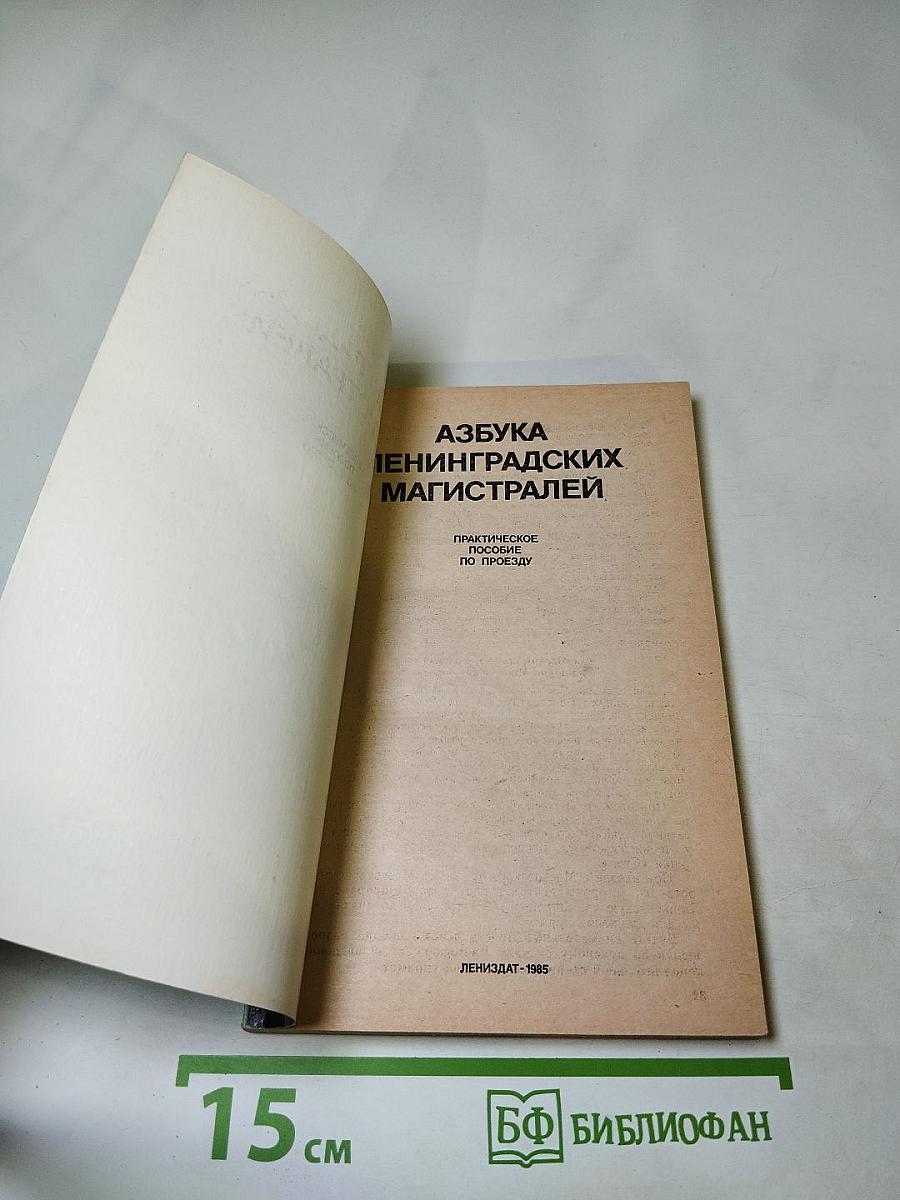 АЗБУКА
ЛЕНИНГРАДСКИХ
МАГИСТРАЛЕЙ
ПРАКТИЧЕСКОЕ
ПОСОБИЕ
ПО ПРОЕЗДУ
ЛЕНИЗДАТ-1985
15 см
БФ БИБЛИОФАН